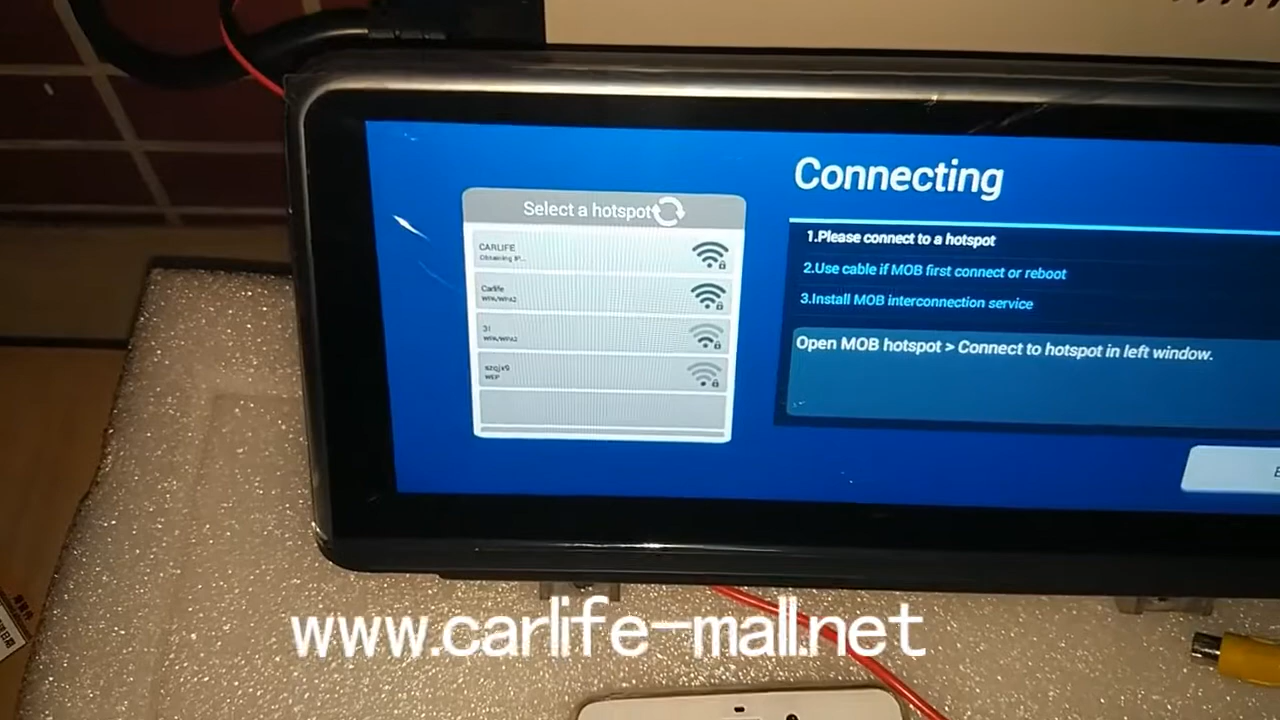 Connecting
Select a hotspot
CARLIFE
Obtaining IP...
Carlife
WPA/WPA2
31
WPA/WPA2
szqjv9
WEP
1.Please connect to a hotspot
2.Use cable if MOB first connect or reboot
3.Install MOB interconnection service
Open MOB hotspot > Connect to hotspot in left window.
www.carlife-mall.net